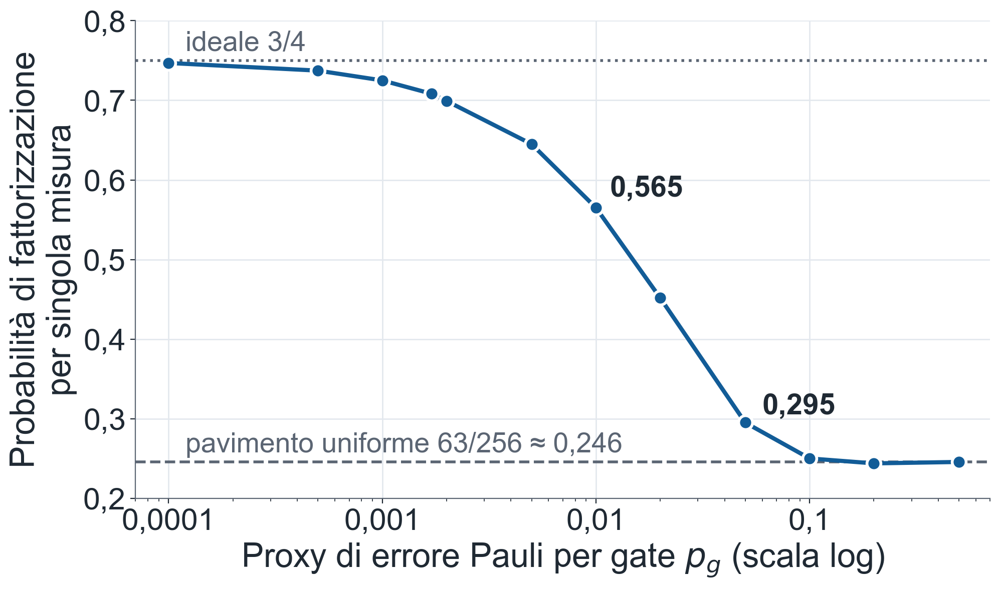 Probabilità di fattorizzazione
per singola misura
0,8
0,7
0,6
0,5
0,4
0,3
0,2
ideale 3/4
0,565
0,295
pavimento uniforme 63/256 ≈ 0,246
0,0001
0,001
0,01
0,1
Proxy di errore Pauli per gate p_g (scala log)